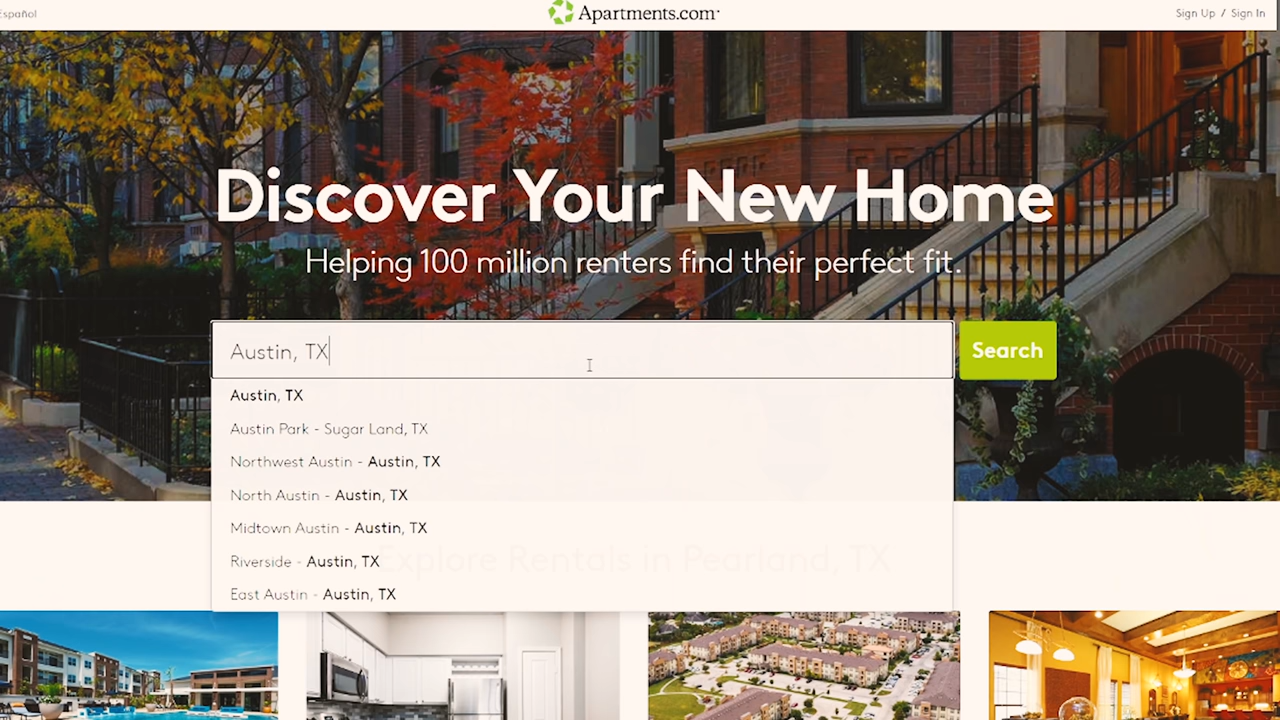 Español
Apartments.com
Sign Up / Sign In
Discover Your New Home
Helping 100 million renters find their perfect fit.
Austin, TX
Search
Austin, TX
Austin Park - Sugar Land, TX
Northwest Austin - Austin, TX
North Austin - Austin, TX
Midtown Austin - Austin, TX
Riverside - Austin, TX
Explore Rentals in Pearland, TX
East Austin - Austin, TX